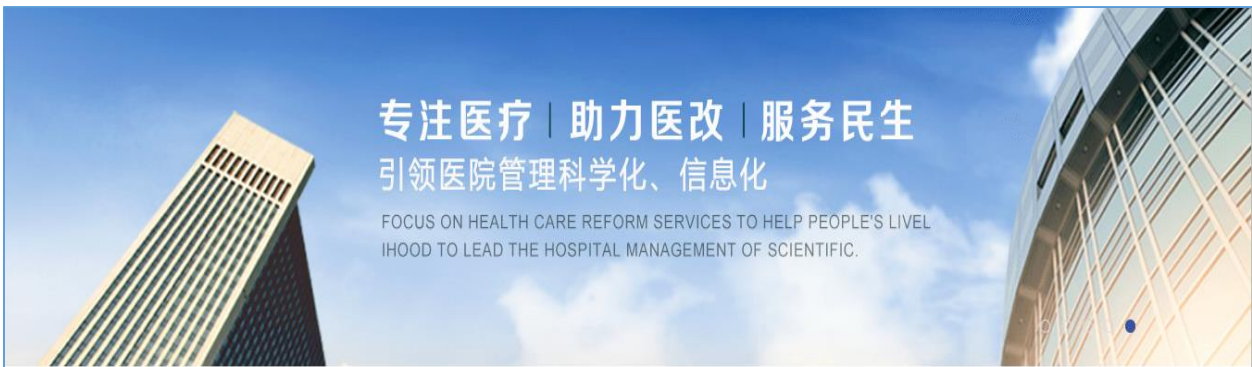 专注医疗 | 助力医改 | 服务民生
引领医院管理科学化、信息化
FOCUS ON HEALTH CARE REFORM SERVICES TO HELP PEOPLE'S LIVEL
IHOOD TO LEAD THE HOSPITAL MANAGEMENT OF SCIENTIFIC.